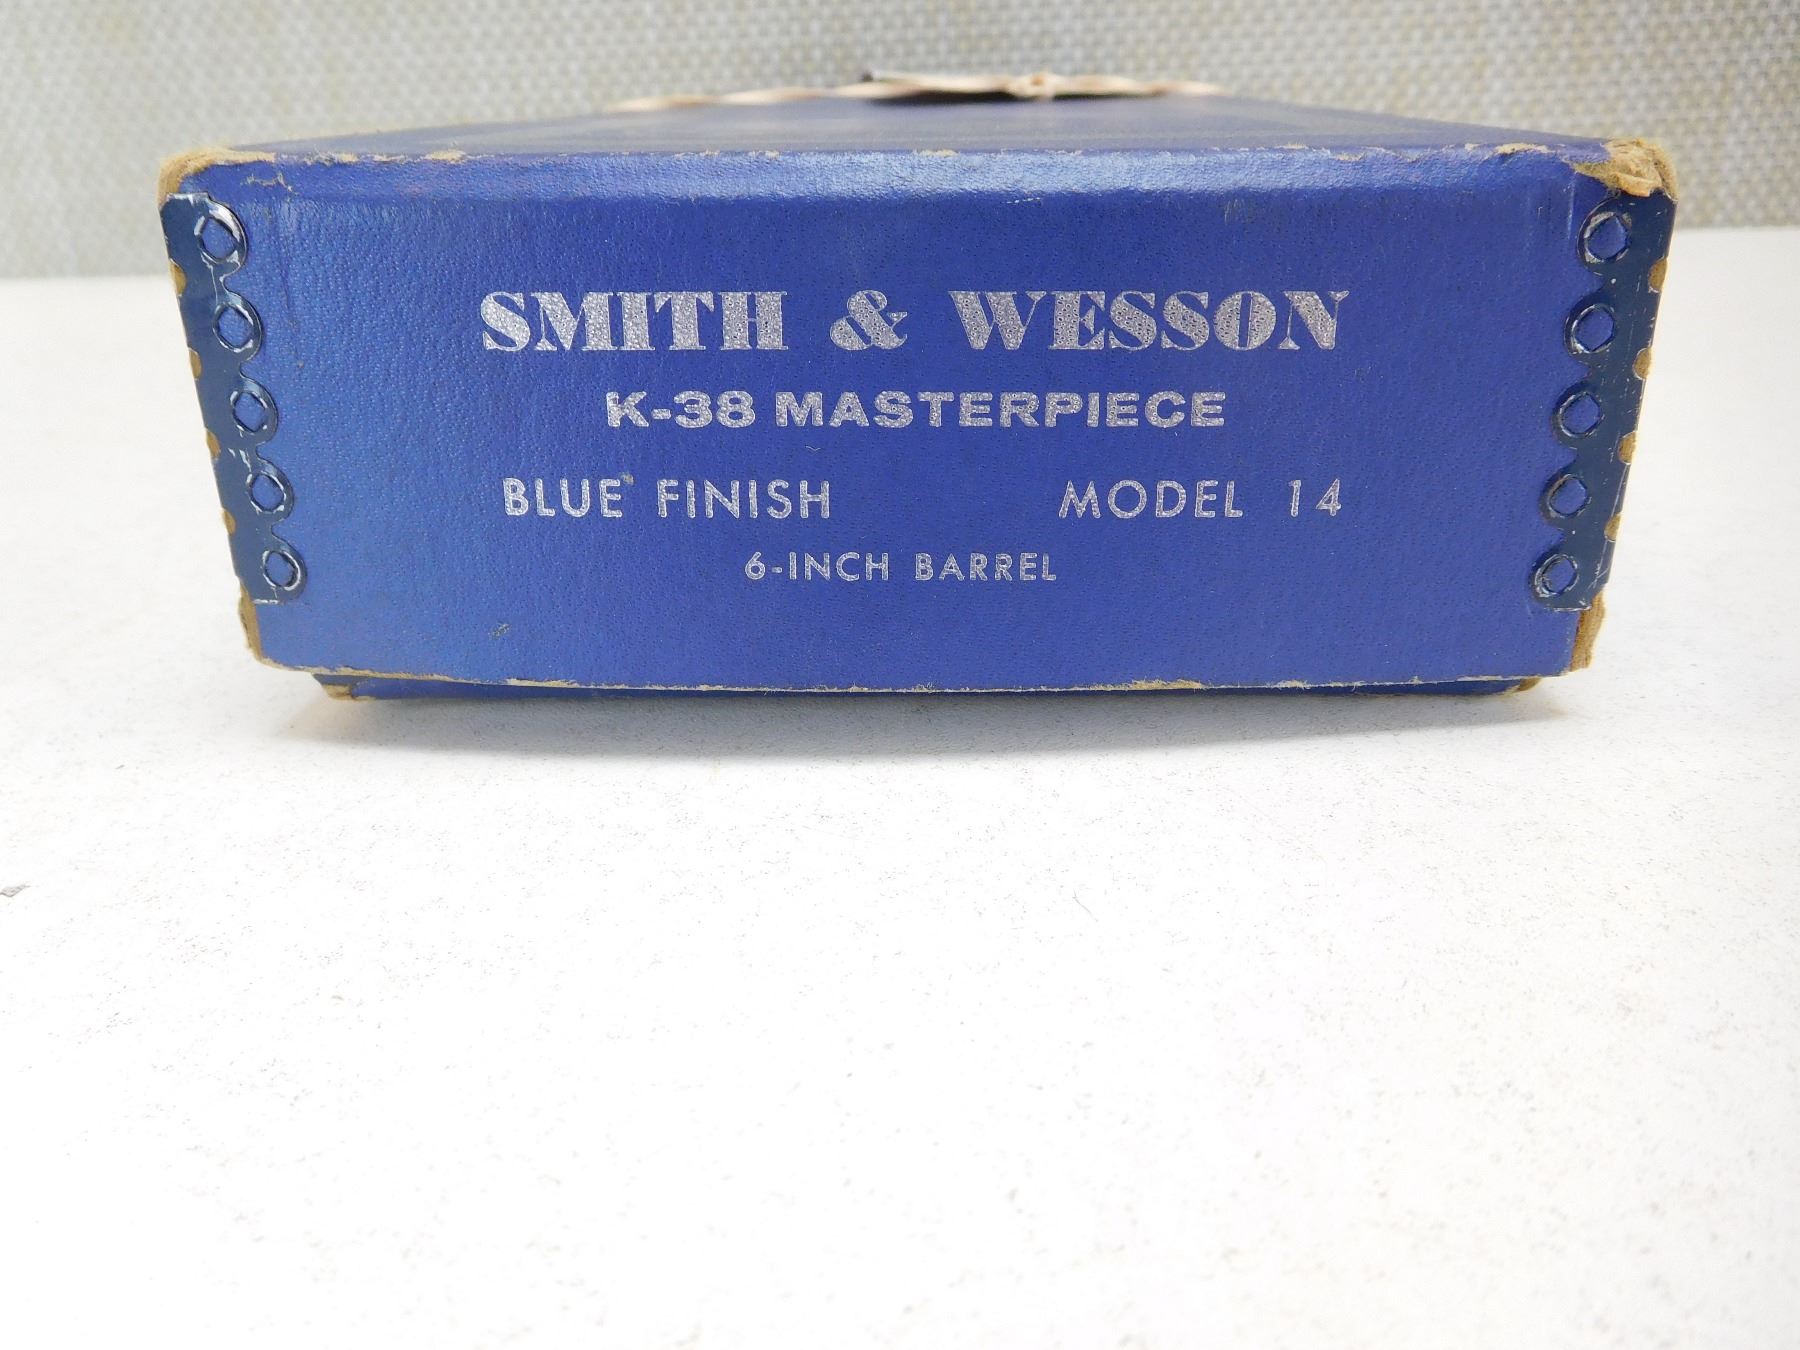 SMITH & WESSON
K-38 MASTERPIECE
BLUE FINISH MODEL 14
6-INCH BARREL